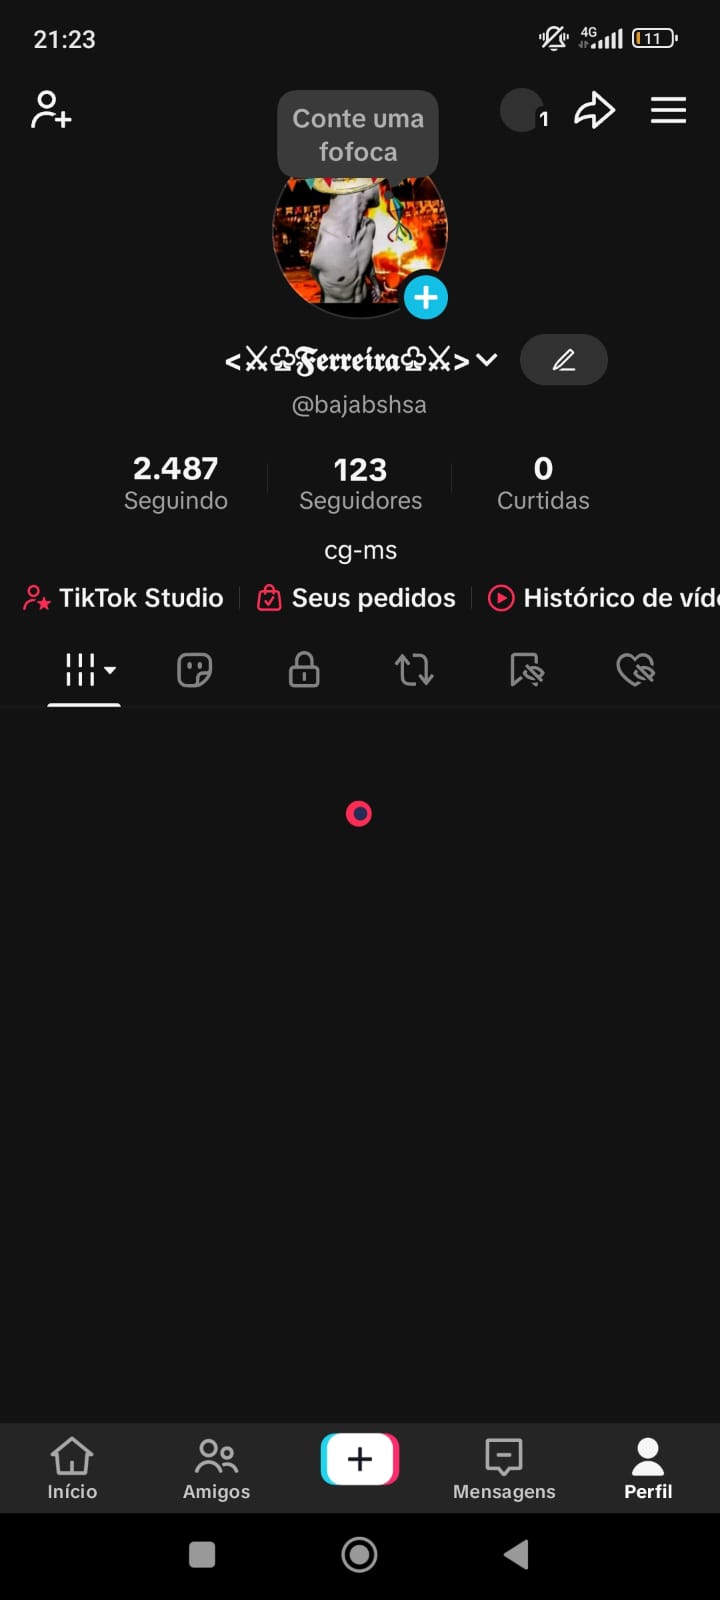 21:23
4G
11
Conte uma
fofoca
1
<⚔♧𝕱𝖊𝖗𝖗𝖊𝖎𝖗𝖆♧⚔>
@bajabshsa
2.487
Seguindo
123
Seguidores
0
Curtidas
cg-ms
TikTok Studio
Seus pedidos
Histórico de víde
Início
Amigos
Mensagens
Perfil